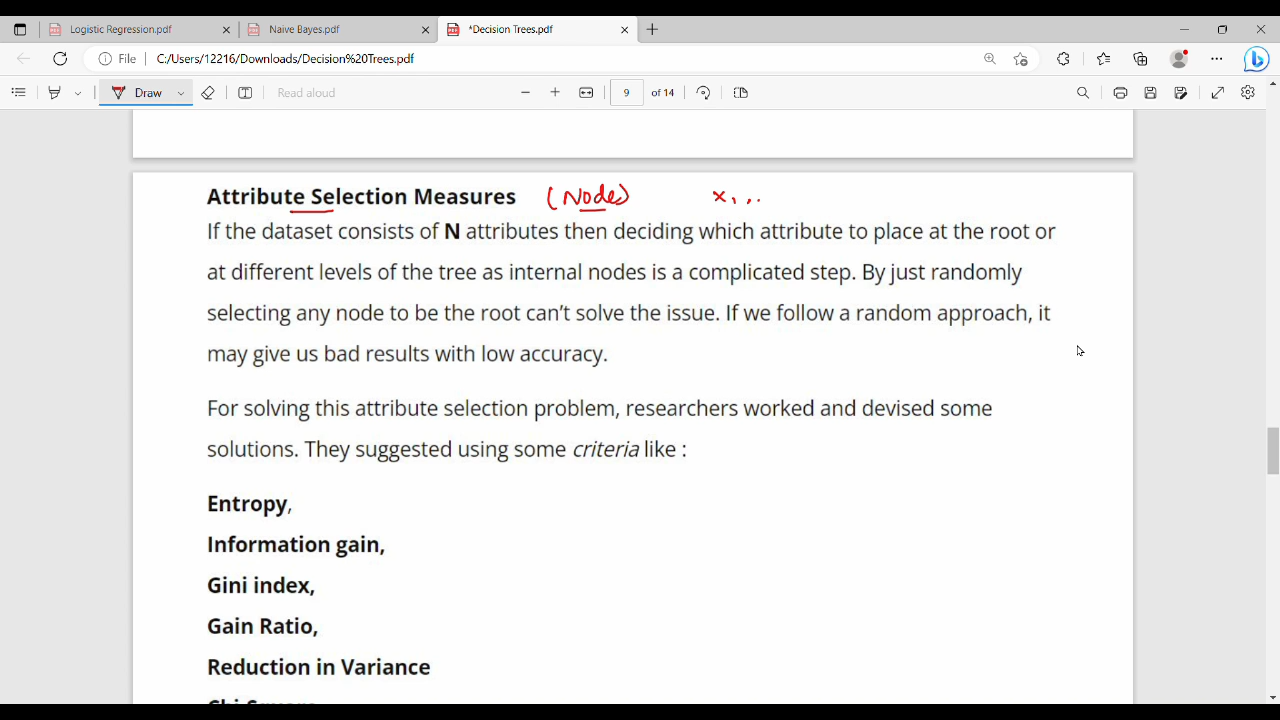 Logistic Regression.pdf
Naive Bayes.pdf
*Decision Trees.pdf
File
C:/Users/12216/Downloads/Decision%20Trees.pdf
Draw
Read aloud
9 of 14
Attribute Selection Measures (Node) x, ..
If the dataset consists of N attributes then deciding which attribute to place at the root or
at different levels of the tree as internal nodes is a complicated step. By just randomly
selecting any node to be the root can’t solve the issue. If we follow a random approach, it
may give us bad results with low accuracy.
For solving this attribute selection problem, researchers worked and devised some
solutions. They suggested using some criteria like :
Entropy,
Information gain,
Gini index,
Gain Ratio,
Reduction in Variance